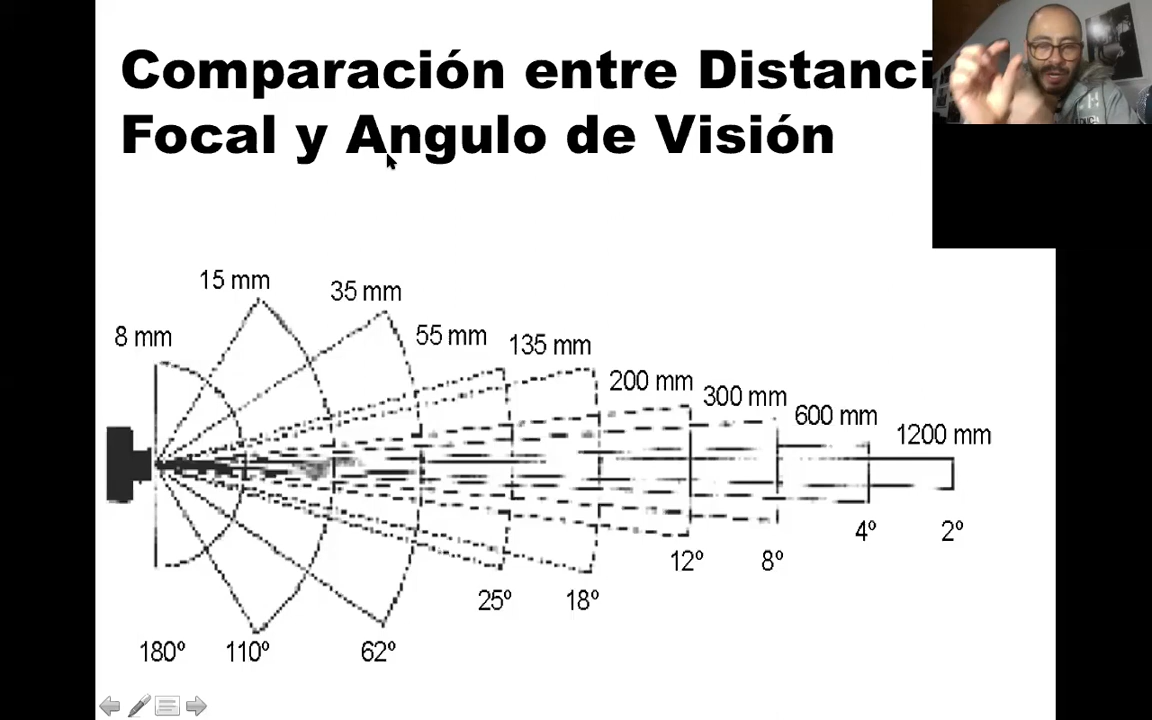 Comparación entre Distanci
Focal y Angulo de Visión
15 mm
35 mm
8 mm
55 mm
135 mm
200 mm
300 mm
600 mm
1200 mm
4º
2º
12º
8º
25º
18º
180º
110º
62º